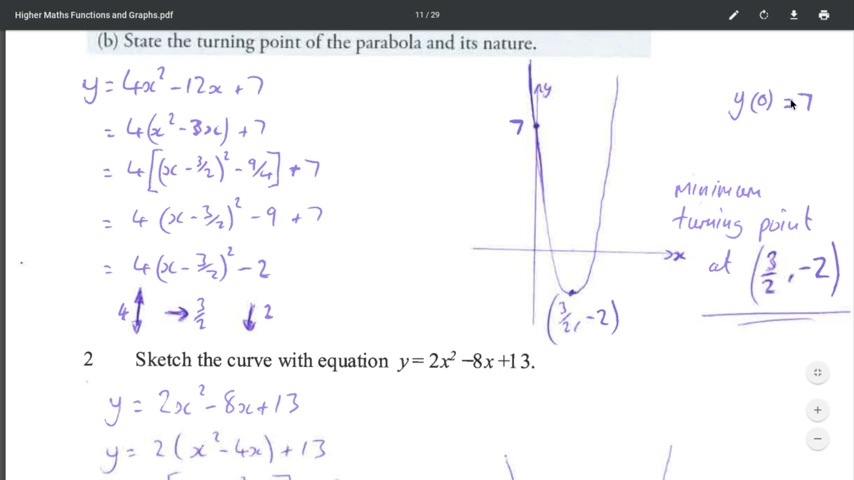 Higher Maths Functions and Graphs.pdf
11 / 29
(b) State the turning point of the parabola and its nature.
y = 4x² - 12x + 7
= 4(x² - 3x) + 7
= 4[(x - 3/2)² - 9/4] + 7
= 4(x - 3/2)² - 9 + 7
= 4(x - 3/2)² - 2
4↕ → 3/2 ↓ 2
y
7
x
(3/2, -2)
y(0) = 7
minimum
turning point
at (3/2, -2)
2 Sketch the curve with equation y = 2x² - 8x + 13.
y = 2x² - 8x + 13
y = 2(x² - 4x) + 13